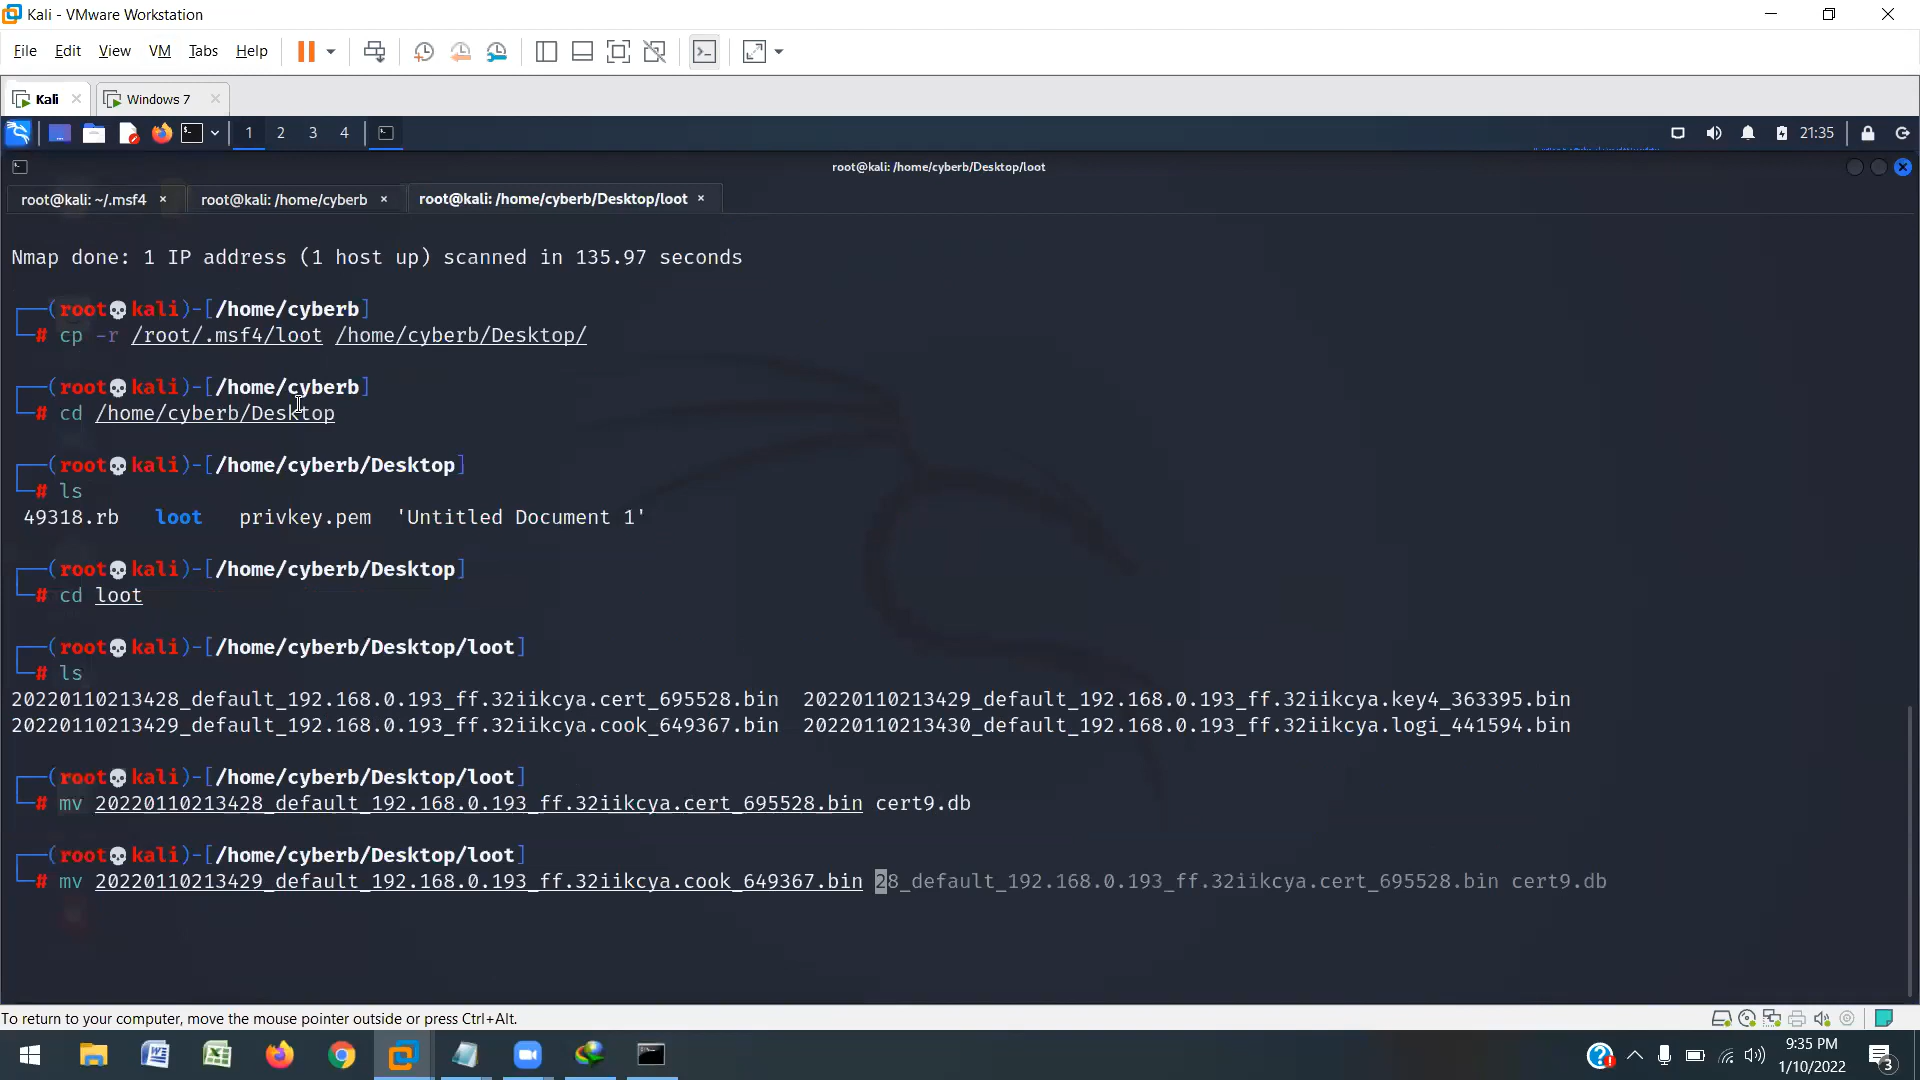 Kali - VMware Workstation
File Edit View VM Tabs Help
Kali × Windows 7 ×
1 2 3 4 21:35
root@kali: /home/cyberb/Desktop/loot
root@kali: ~/.msf4 × root@kali: /home/cyberb × root@kali: /home/cyberb/Desktop/loot ×
Nmap done: 1 IP address (1 host up) scanned in 135.97 seconds
┌──(root💀kali)-[/home/cyberb]
└─# cp -r /root/.msf4/loot /home/cyberb/Desktop/
┌──(root💀kali)-[/home/cyberb]
└─# cd /home/cyberb/Desktop
┌──(root💀kali)-[/home/cyberb/Desktop]
└─# ls
49318.rb loot privkey.pem 'Untitled Document 1'
┌──(root💀kali)-[/home/cyberb/Desktop]
└─# cd loot
┌──(root💀kali)-[/home/cyberb/Desktop/loot]
└─# ls
20220110213428_default_192.168.0.193_ff.32iikcya.cert_695528.bin 20220110213429_default_192.168.0.193_ff.32iikcya.key4_363395.bin
20220110213429_default_192.168.0.193_ff.32iikcya.cook_649367.bin 20220110213430_default_192.168.0.193_ff.32iikcya.logi_441594.bin
┌──(root💀kali)-[/home/cyberb/Desktop/loot]
└─# mv 20220110213428_default_192.168.0.193_ff.32iikcya.cert_695528.bin cert9.db
┌──(root💀kali)-[/home/cyberb/Desktop/loot]
└─# mv 20220110213429_default_192.168.0.193_ff.32iikcya.cook_649367.bin 28_default_192.168.0.193_ff.32iikcya.cert_695528.bin cert9.db
To return to your computer, move the mouse pointer outside or press Ctrl+Alt.
9:35 PM
1/10/2022
3